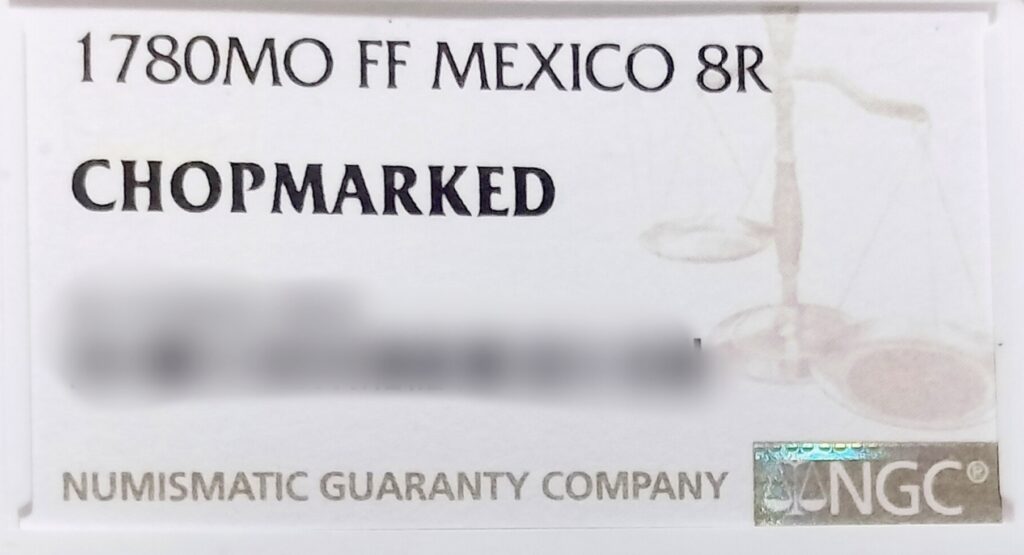 1780MO FF MEXICO 8R
CHOPMARKED
NUMISMATIC GUARANTY COMPANY
NGC®